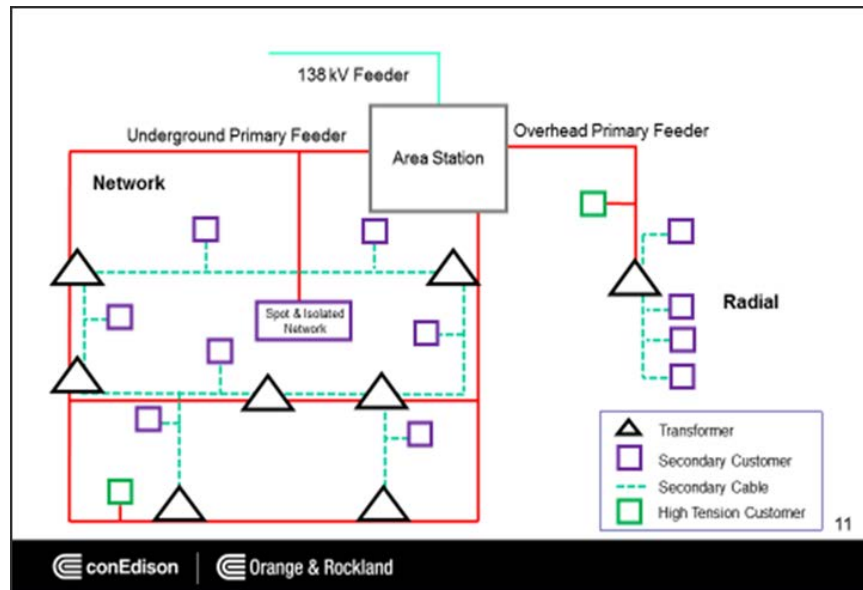 138 kV Feeder
Underground Primary Feeder
Overhead Primary Feeder
Area Station
Network
Spot & Isolated
Network
Radial
Transformer
Secondary Customer
Secondary Cable
High Tension Customer
11
conEdison
Orange & Rockland